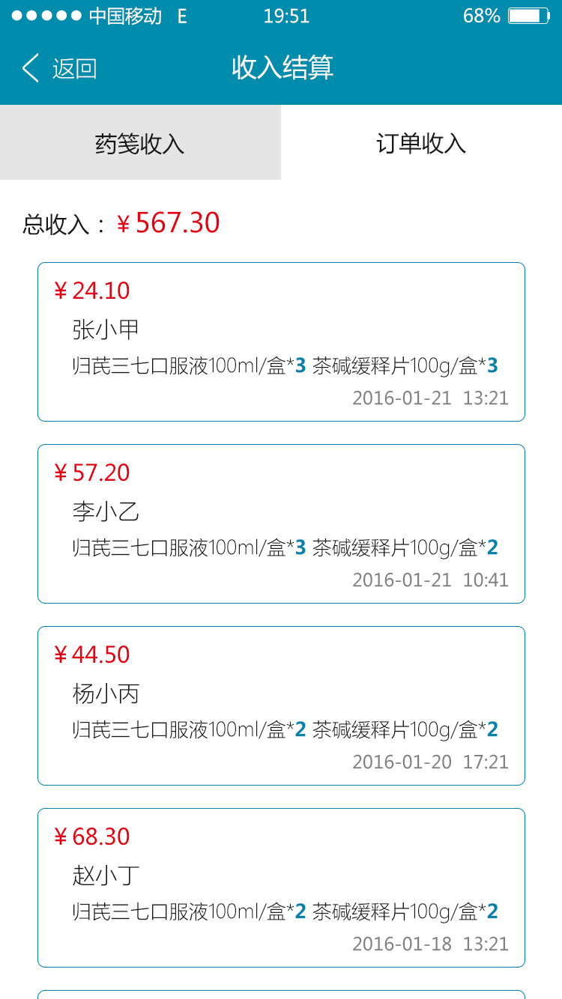 中国移动 E 19:51 68%
返回 收入结算
药笺收入 订单收入
总收入：¥567.30
¥24.10
张小甲
归芪三七口服液100ml/盒*3 茶碱缓释片100g/盒*3
2016-01-21 13:21
¥57.20
李小乙
归芪三七口服液100ml/盒*3 茶碱缓释片100g/盒*2
2016-01-21 10:41
¥44.50
杨小丙
归芪三七口服液100ml/盒*2 茶碱缓释片100g/盒*2
2016-01-20 17:21
¥68.30
赵小丁
归芪三七口服液100ml/盒*2 茶碱缓释片100g/盒*2
2016-01-18 13:21